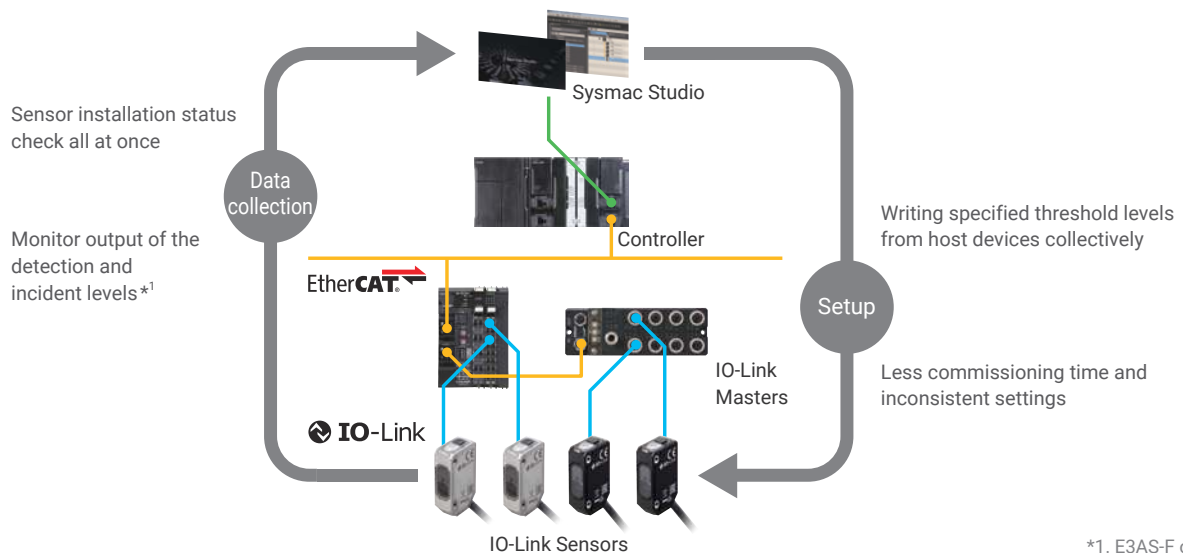 Sysmac Studio
Sensor installation status
check all at once
Data
collection
Monitor output of the
detection and
incident levels*1
Controller
Writing specified threshold levels
from host devices collectively
EtherCAT®
Setup
IO-Link
Masters
Less commissioning time and
inconsistent settings
IO-Link
IO-Link Sensors
*1. E3AS-F